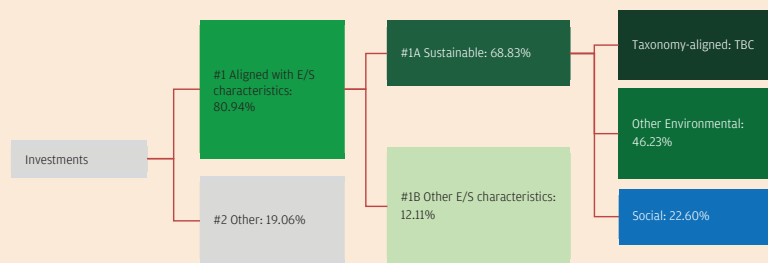 Investments
#1 Aligned with E/S
characteristics:
80.94%
#2 Other: 19.06%
#1A Sustainable: 68.83%
#1B Other E/S characteristics:
12.11%
Taxonomy-aligned: TBC
Other Environmental:
46.23%
Social: 22.60%